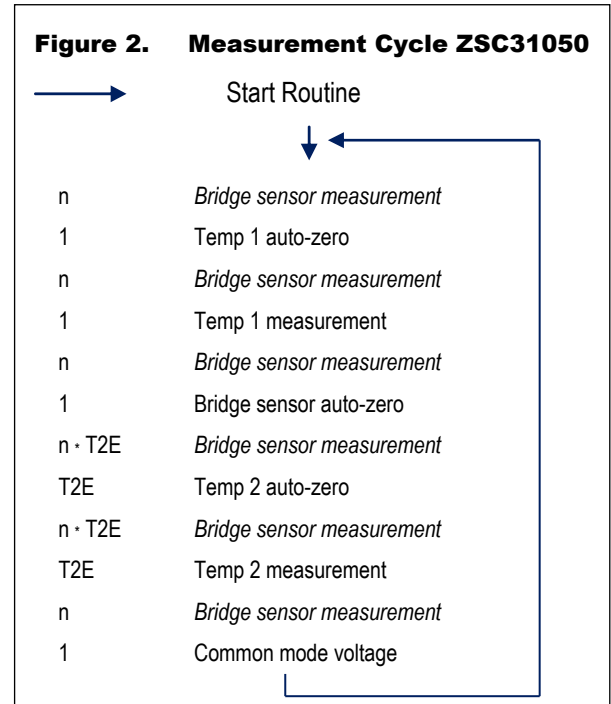 Figure 2. Measurement Cycle ZSC31050
Start Routine
n Bridge sensor measurement
1 Temp 1 auto-zero
n Bridge sensor measurement
1 Temp 1 measurement
n Bridge sensor measurement
1 Bridge sensor auto-zero
n * T2E Bridge sensor measurement
T2E Temp 2 auto-zero
n * T2E Bridge sensor measurement
T2E Temp 2 measurement
n Bridge sensor measurement
1 Common mode voltage